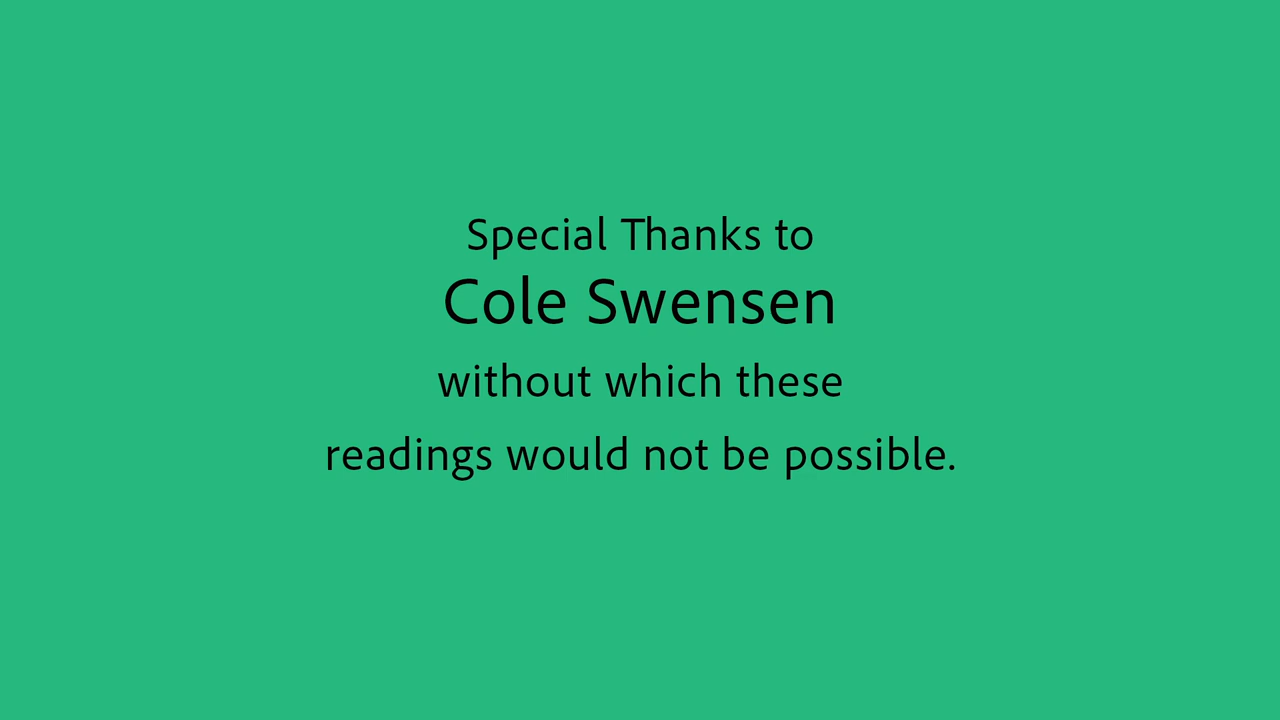 Special Thanks to
Cole Swensen
without which these
readings would not be possible.